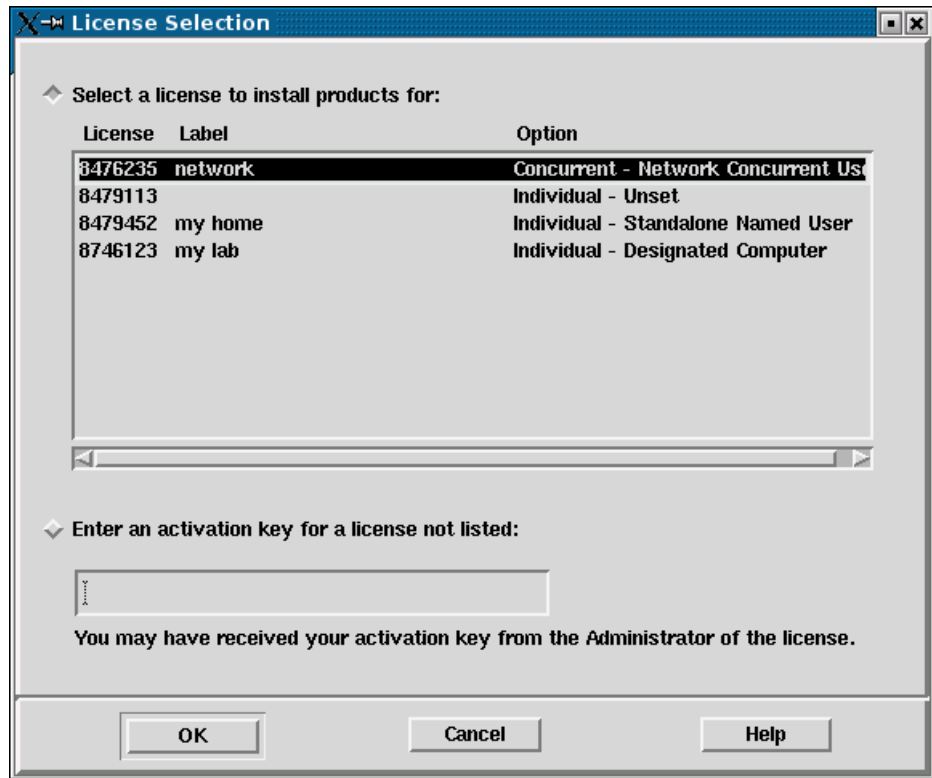 License Selection
Select a license to install products for:
License Label Option
8476235 network Concurrent - Network Concurrent Use
8479113 Individual - Unset
8479452 my home Individual - Standalone Named User
8746123 my lab Individual - Designated Computer
Enter an activation key for a license not listed:
You may have received your activation key from the Administrator of the license.
OK Cancel Help